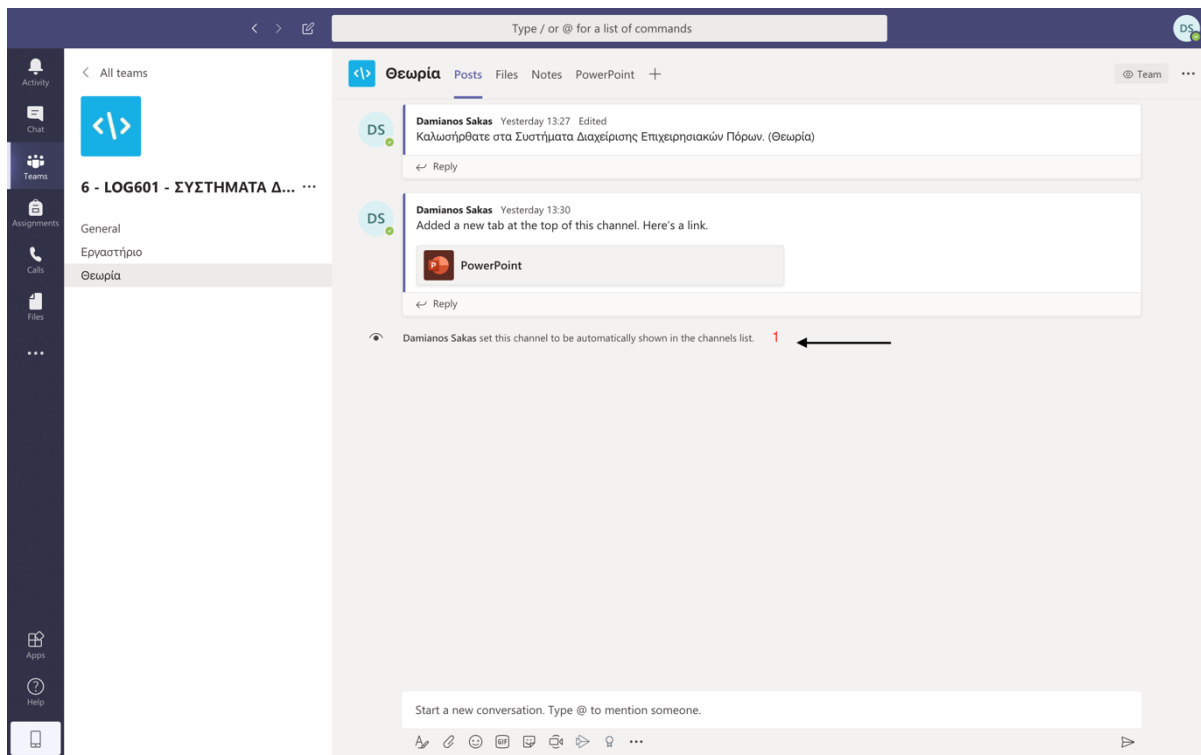 Type / or @ for a list of commands
DS
Activity
Chat
Teams
Assignments
Calls
Files
Apps
Help
All teams
6 - LOG601 - ΣΥΣΤΗΜΑΤΑ Δ...
General
Εργαστήριο
Θεωρία
Θεωρία Posts Files Notes PowerPoint
Team
DS
Damianos Sakas Yesterday 13:27 Edited
Καλωσήρθατε στα Συστήματα Διαχείρισης Επιχειρησιακών Πόρων. (Θεωρία)
Reply
DS
Damianos Sakas Yesterday 13:30
Added a new tab at the top of this channel. Here's a link.
P PowerPoint
Reply
Damianos Sakas set this channel to be automatically shown in the channels list. 1
Start a new conversation. Type @ to mention someone.
GIF